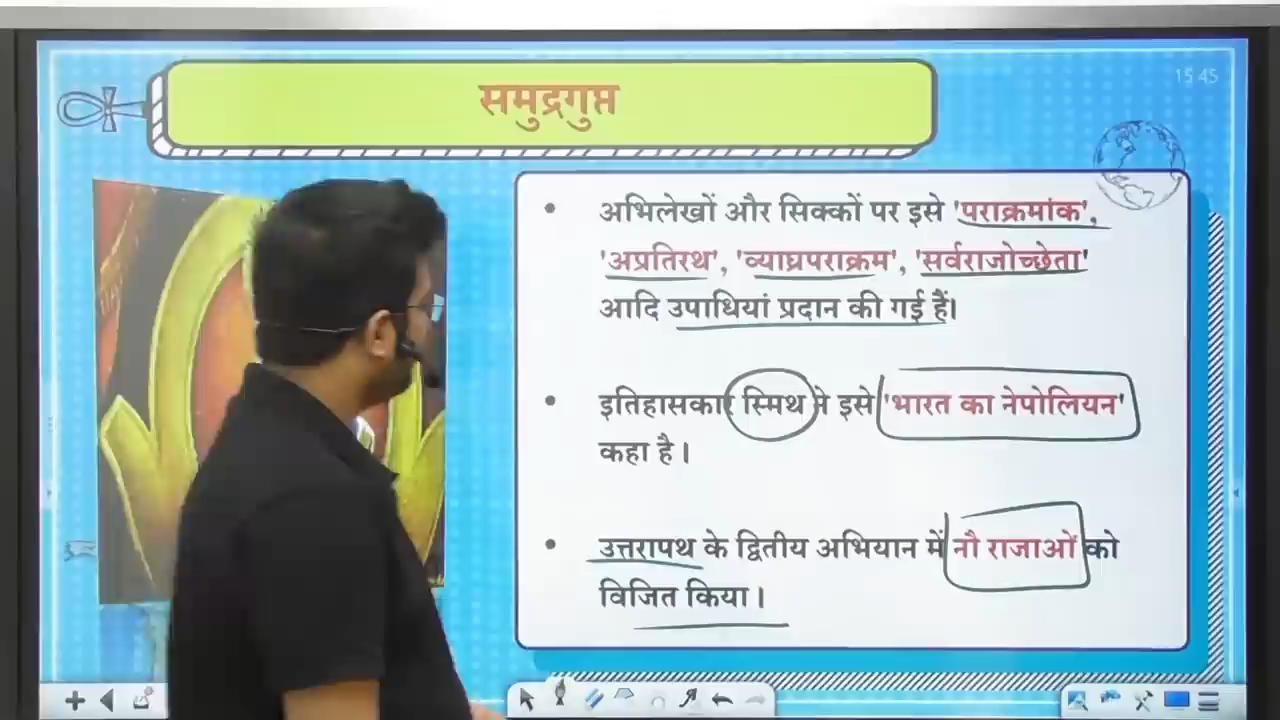 समुद्रगुप्त
15 45
• अभिलेखों और सिक्कों पर इसे 'पराक्रमांक',
'अप्रतिरथ', 'व्याघ्रपराक्रम', 'सर्वराजोच्छेता'
आदि उपाधियां प्रदान की गई हैं।
• इतिहासकार स्मिथ ने इसे 'भारत का नेपोलियन'
कहा है।
• उत्तरापथ के द्वितीय अभियान में नौ राजाओं को
विजित किया।